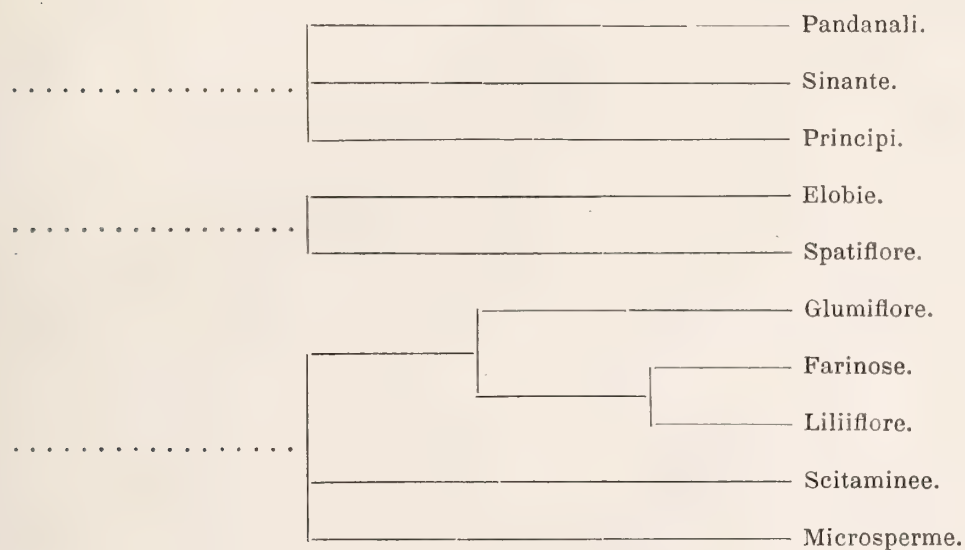 Pandanali.
Sinante.
Principi.
Elobie.
Spatiflore.
Glumiflore.
Farinose.
Liliiflore.
Scitaminee.
Microsperme.